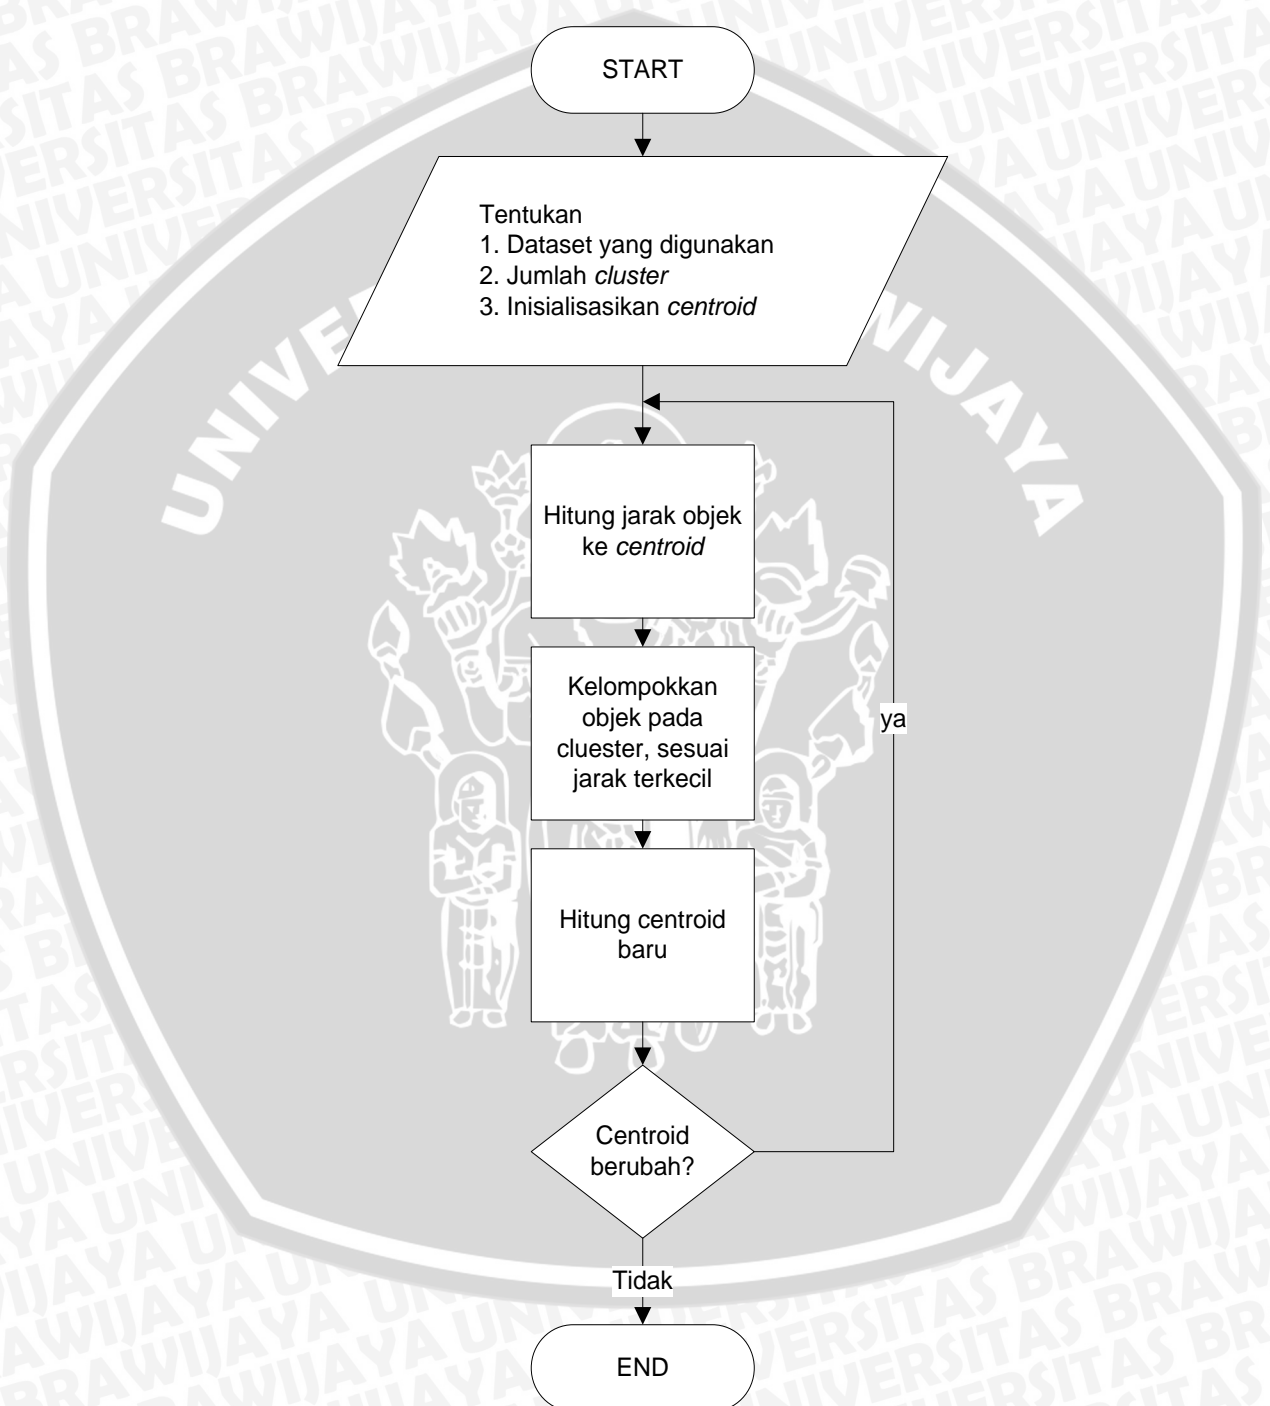 START
Tentukan
1. Dataset yang digunakan
2. Jumlah cluster
3. Inisialisasikan centroid
Hitung jarak objek
ke centroid
Kelompokkan
objek pada
cluester, sesuai
jarak terkecil
ya
Hitung centroid
baru
Centroid
berubah?
Tidak
END